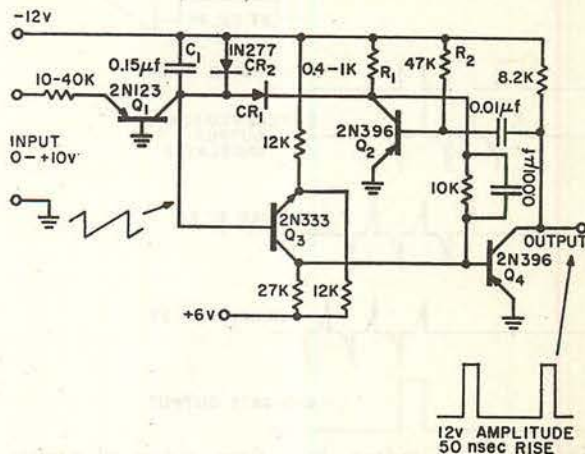 -12v
0.15µf
C1
1N277
CR2
0.4-1K
R1
47K
R2
8.2K
10-40K
2N123
Q1
CR1
0.01µf
INPUT
0-+10v
12K
2N396
Q2
10K
0.001µf
2N333
Q3
2N396
Q4
OUTPUT
27K
12K
+6v
12v AMPLITUDE
50 nsec RISE